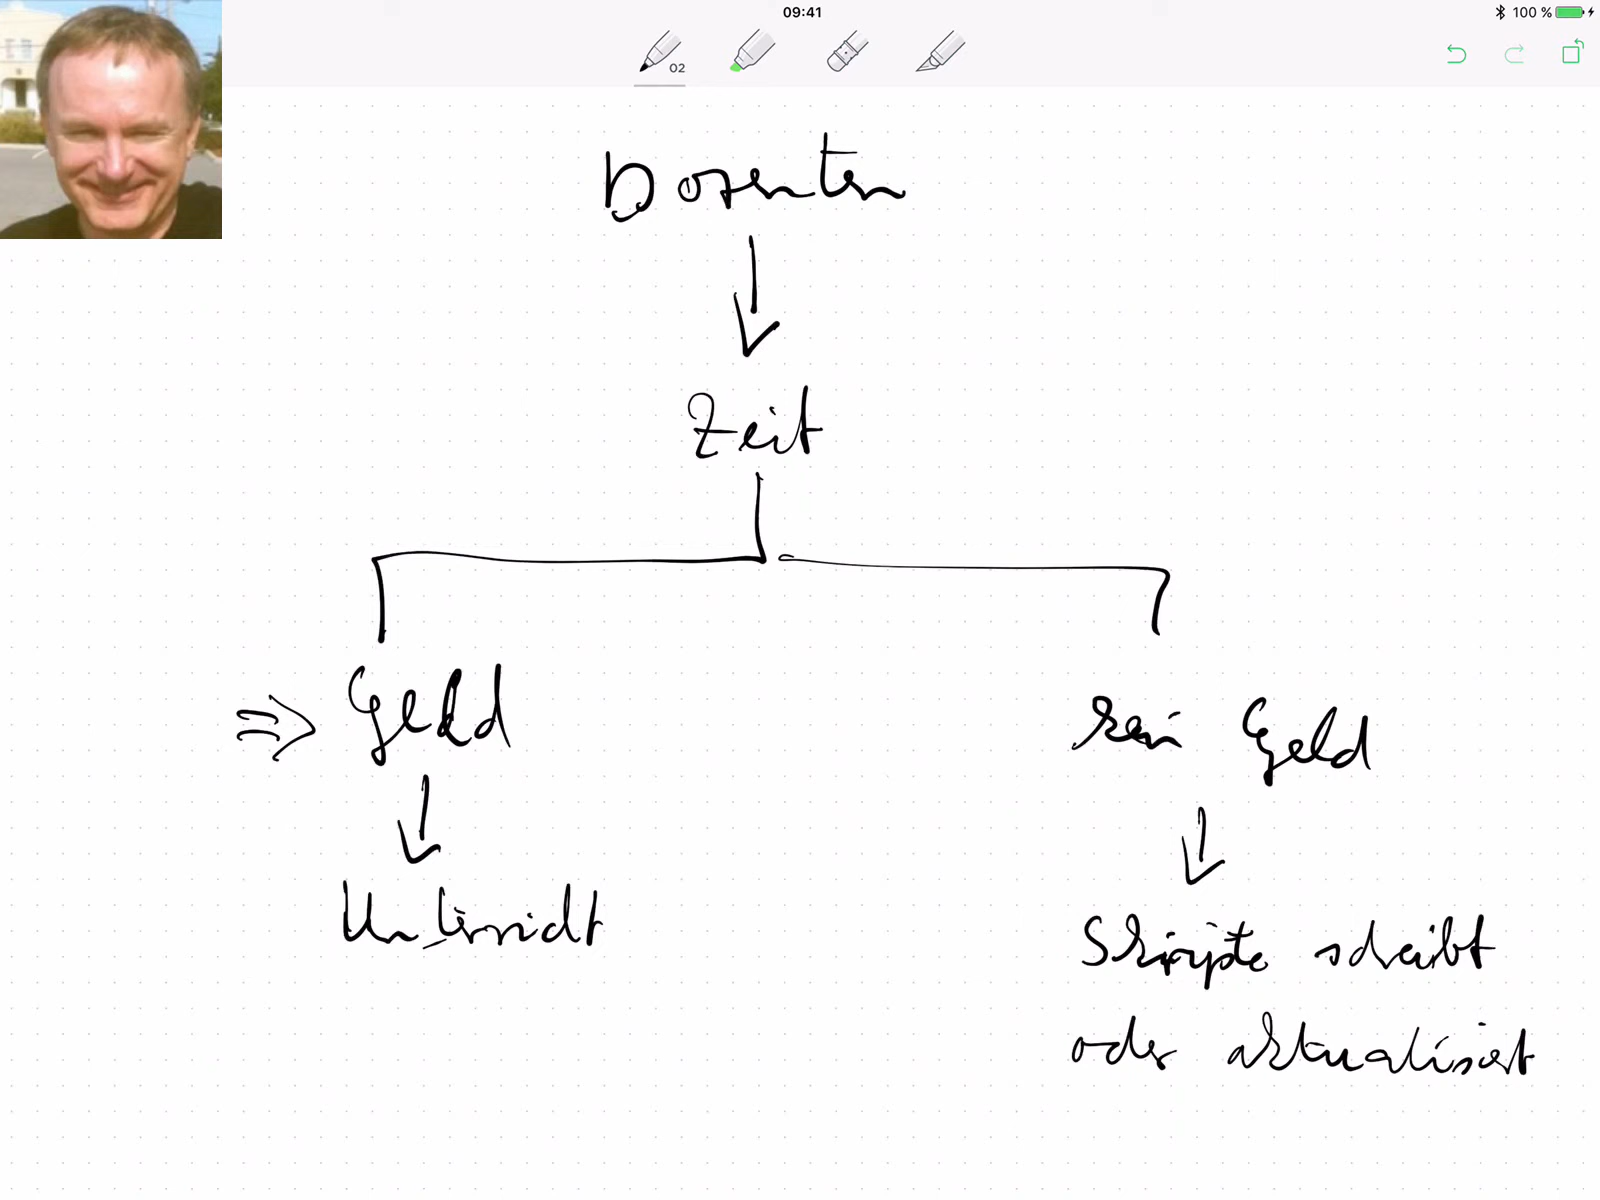 09:41
100 %
02
Dozenten
Zeit
Geld
kein Geld
Unterricht
Skripte schreibt
oder aktualisiert